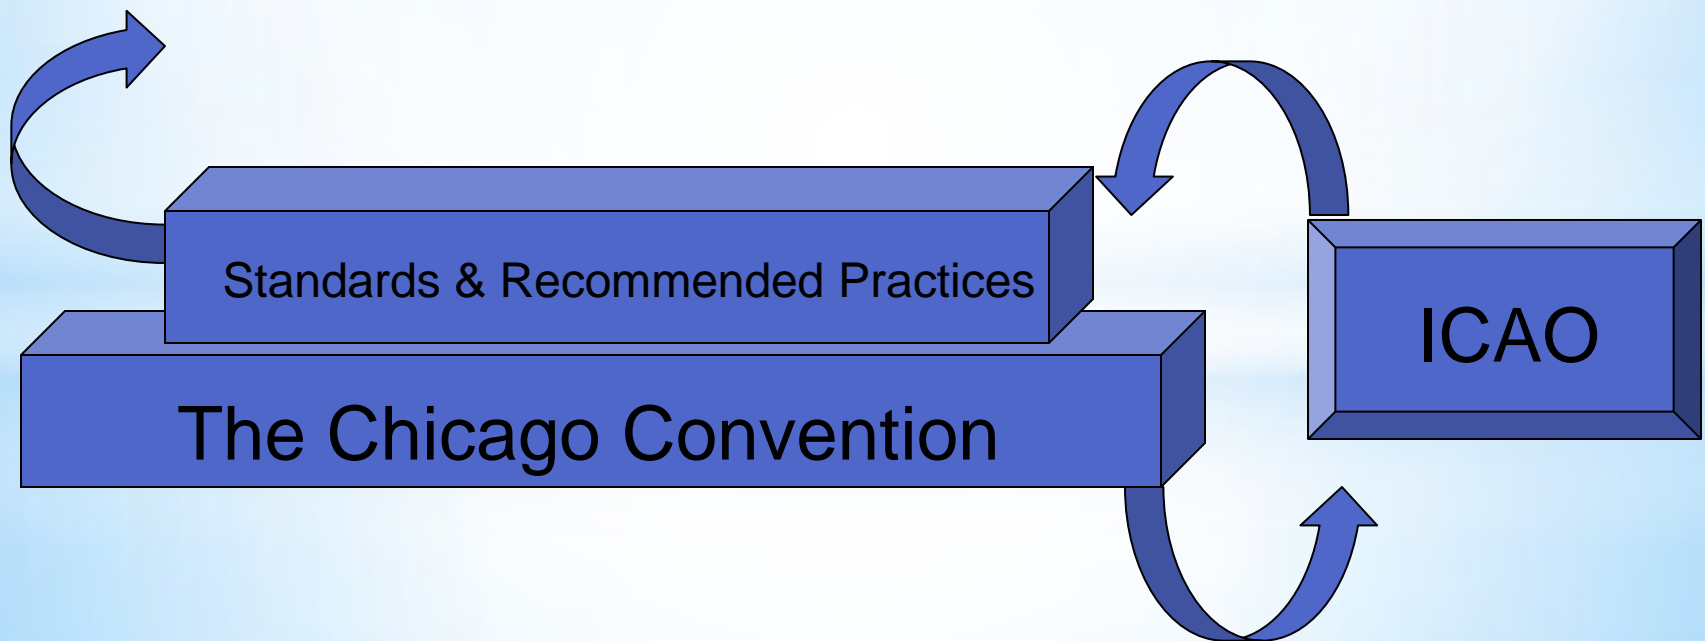 Standards & Recommended Practices
ICAO
The Chicago Convention